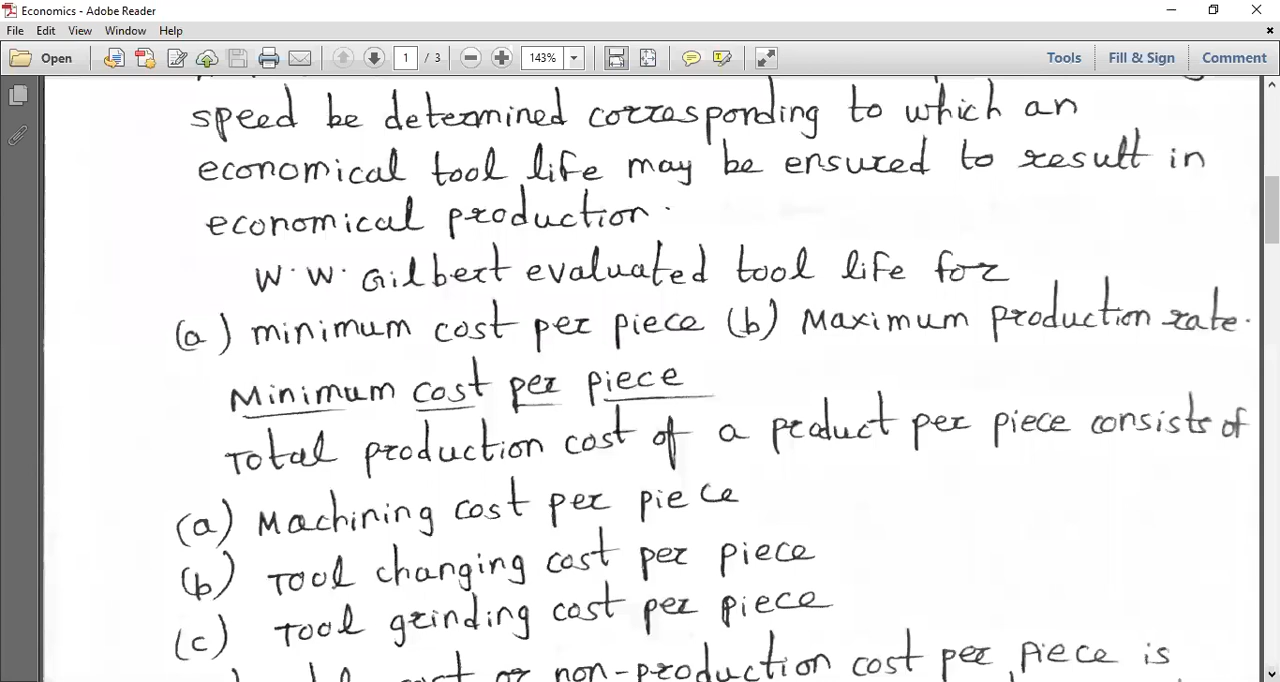 Economics - Adobe Reader
File Edit View Window Help
Open 1 / 3 143% Tools Fill & Sign Comment
speed be determined corresponding to which an
economical tool life may be ensured to result in
economical production.
W. W. Gilbert evaluated tool life for
(a) minimum cost per piece (b) Maximum production rate.
Minimum cost per piece
Total production cost of a product per piece consists of
(a) Machining cost per piece
(b) Tool changing cost per piece
(c) Tool grinding cost per piece
cost or non-production cost per piece is